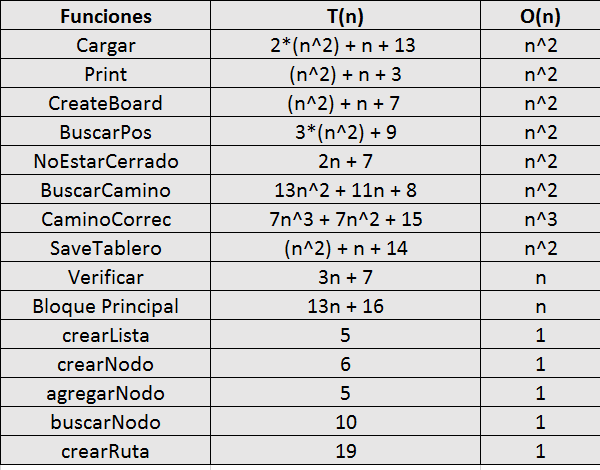 Funciones T(n) O(n)
Cargar 2*(n^2) + n + 13 n^2
Print (n^2) + n + 3 n^2
CreateBoard (n^2) + n + 7 n^2
BuscarPos 3*(n^2) + 9 n^2
NoEstarCerrado 2n + 7 n^2
BuscarCamino 13n^2 + 11n + 8 n^2
CaminoCorrec 7n^3 + 7n^2 + 15 n^3
SaveTablero (n^2) + n + 14 n^2
Verificar 3n + 7 n
Bloque Principal 13n + 16 n
crearLista 5 1
crearNodo 6 1
agregarNodo 5 1
buscarNodo 10 1
crearRuta 19 1